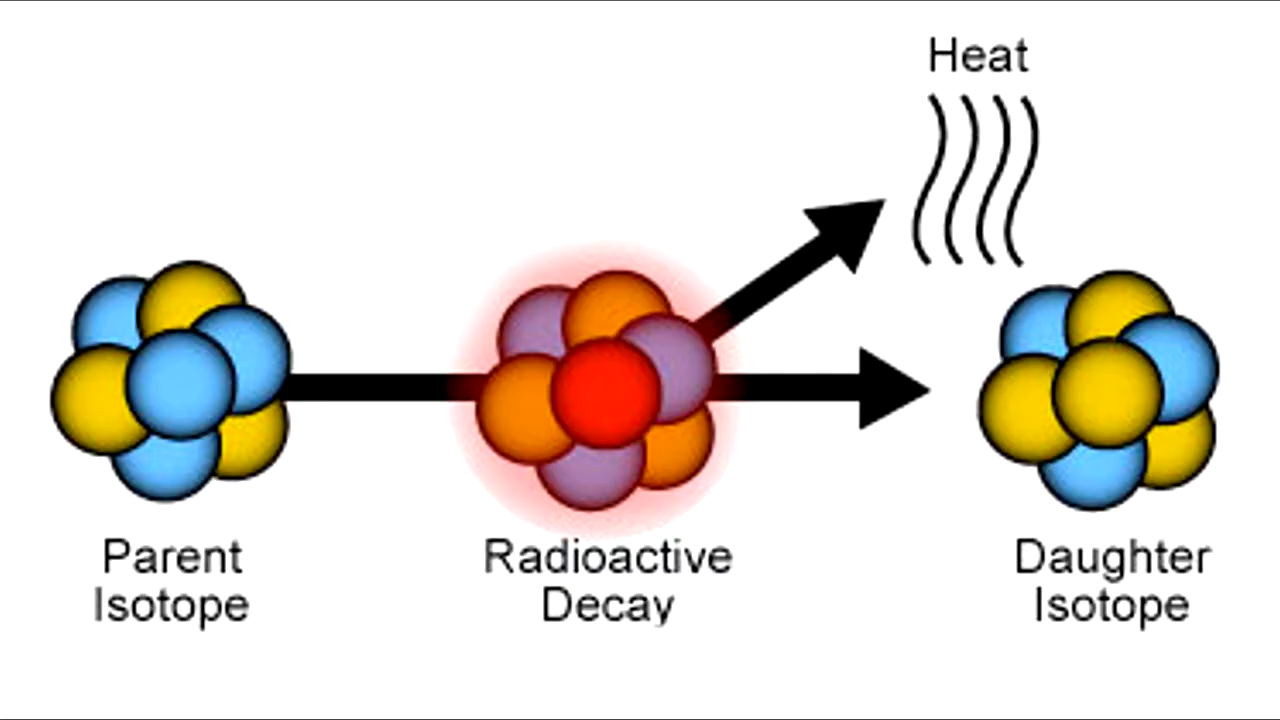 Heat
Parent
Isotope
Radioactive
Decay
Daughter
Isotope